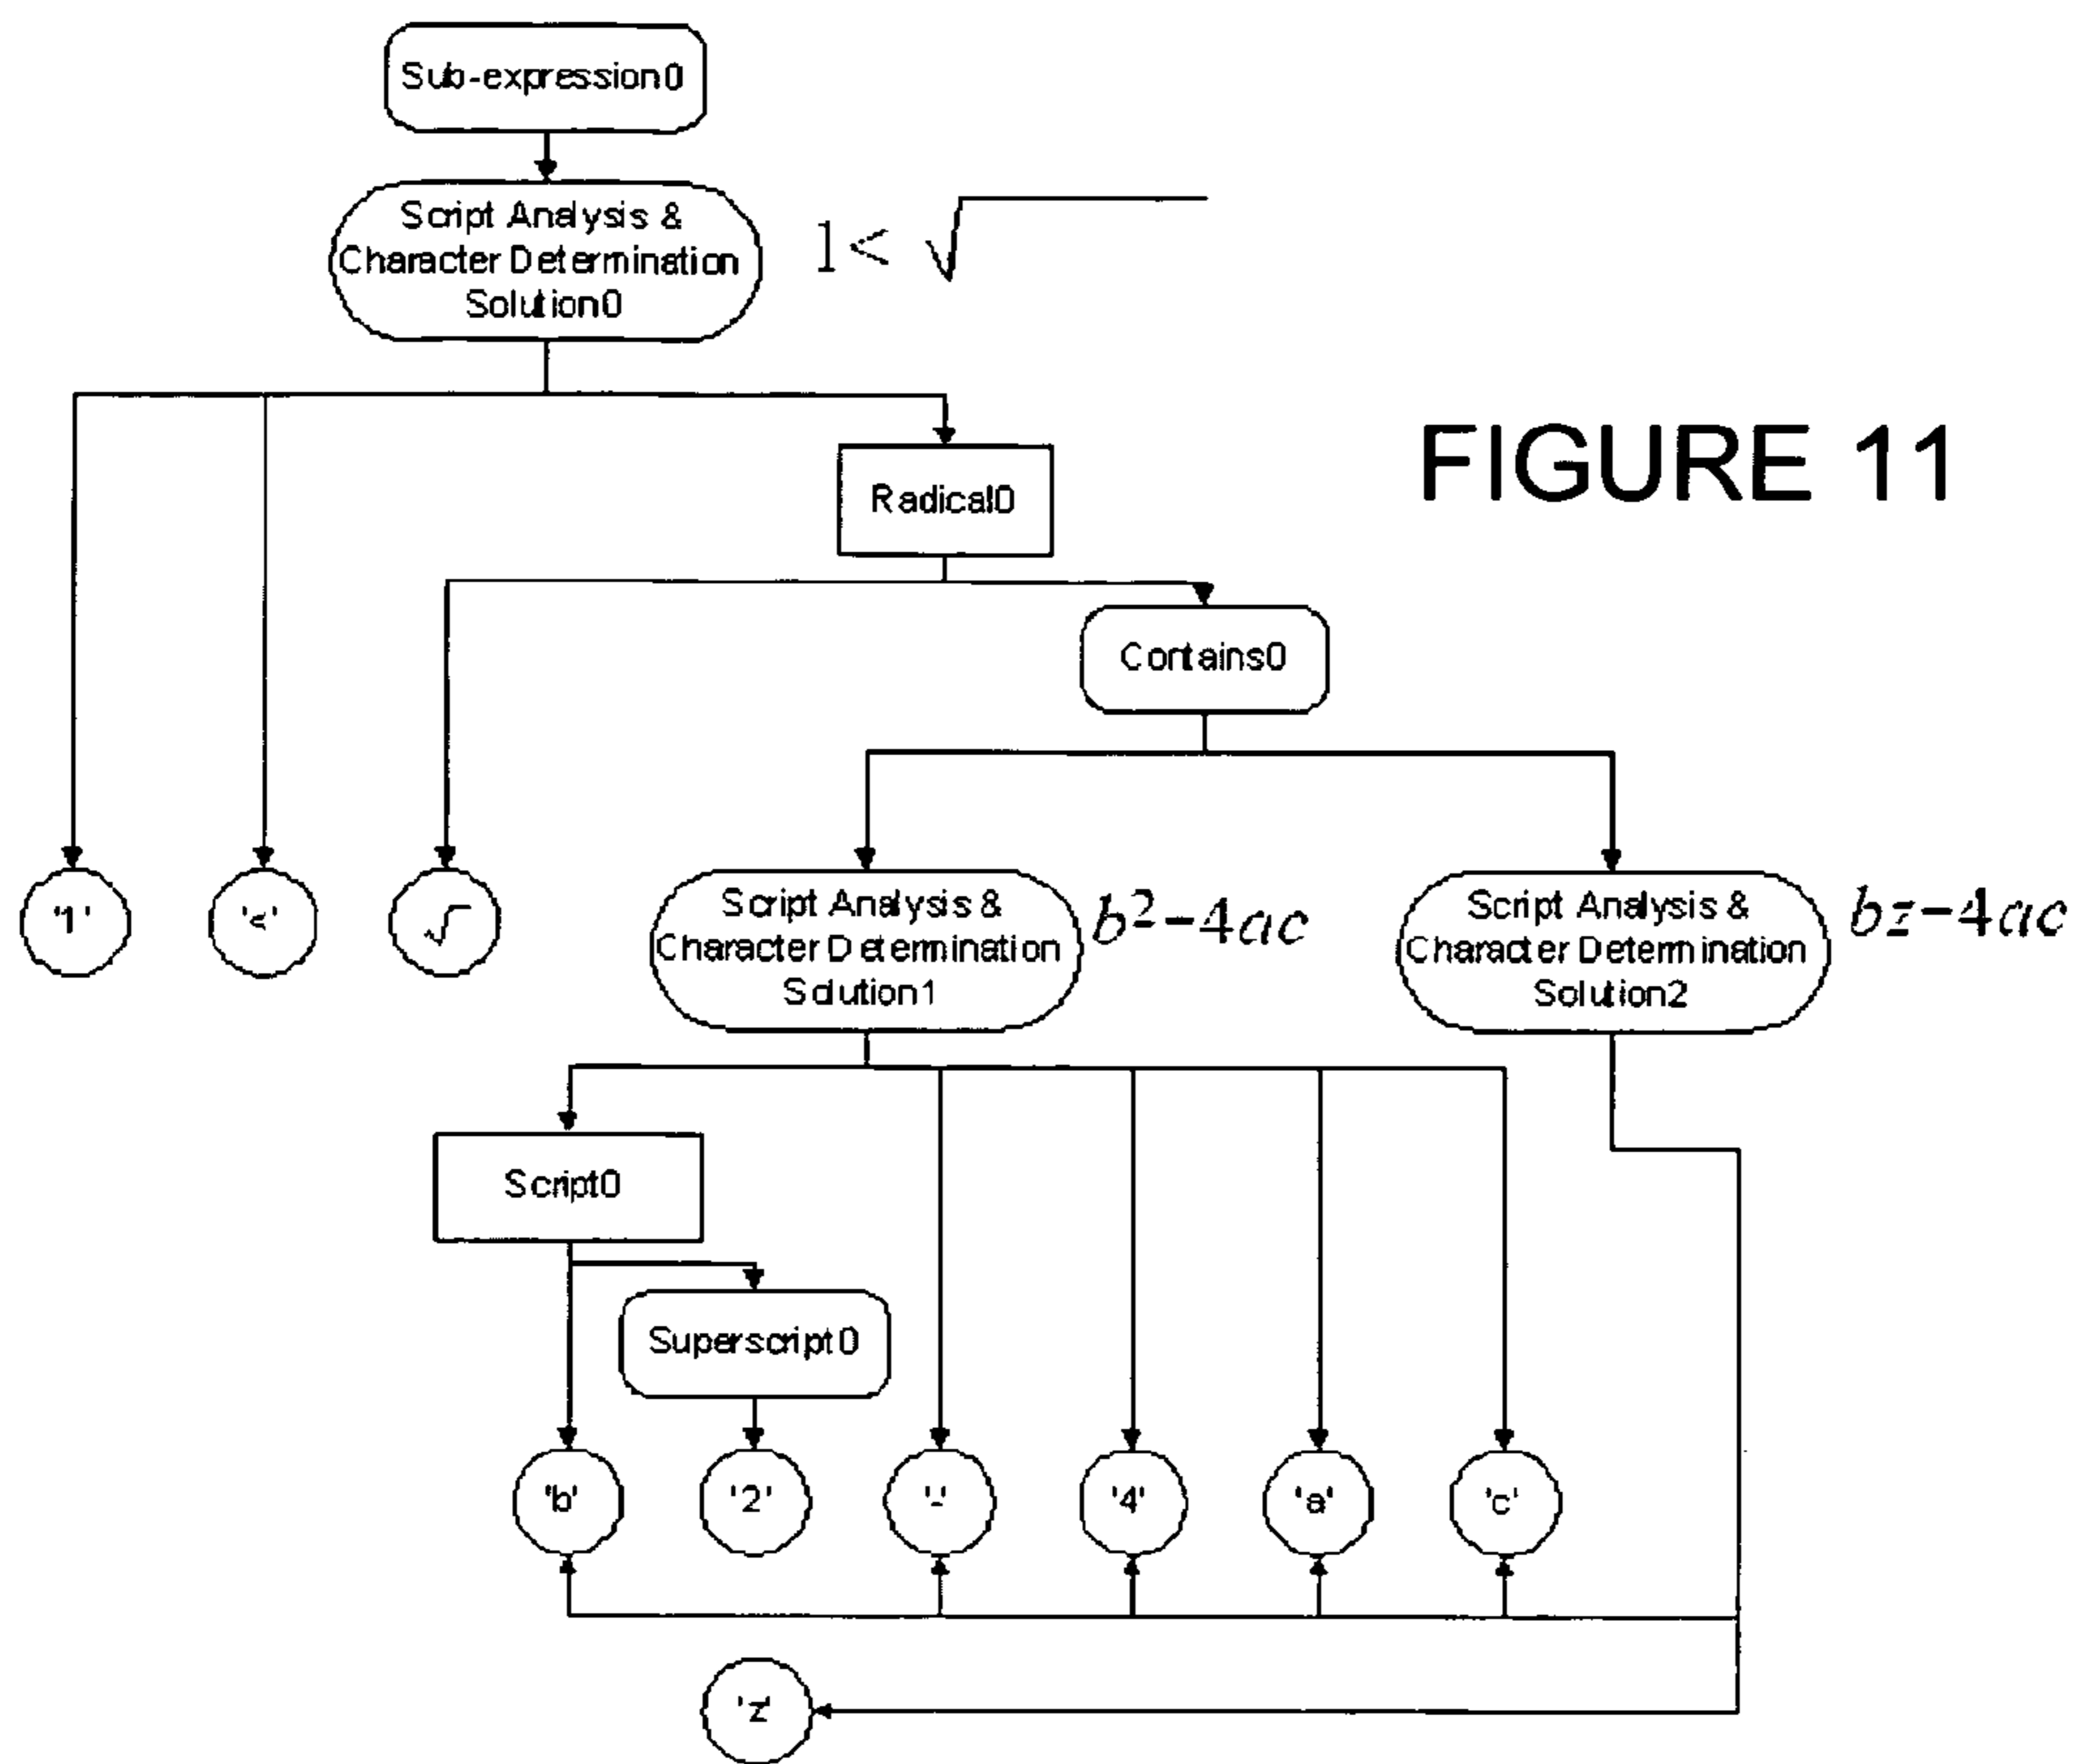 Sub-expression0
Script Analysis &
Character Determination
Solution0
1< √
FIGURE 11
Radical0
Contains0
'1'
'<'
√
Script Analysis &
Character Determination
Solution1
b²-4ac
Script Analysis &
Character Determination
Solution2
bz-4ac
Script0
Superscript0
'b'
'2'
'-'
'4'
'a'
'c'
'z'